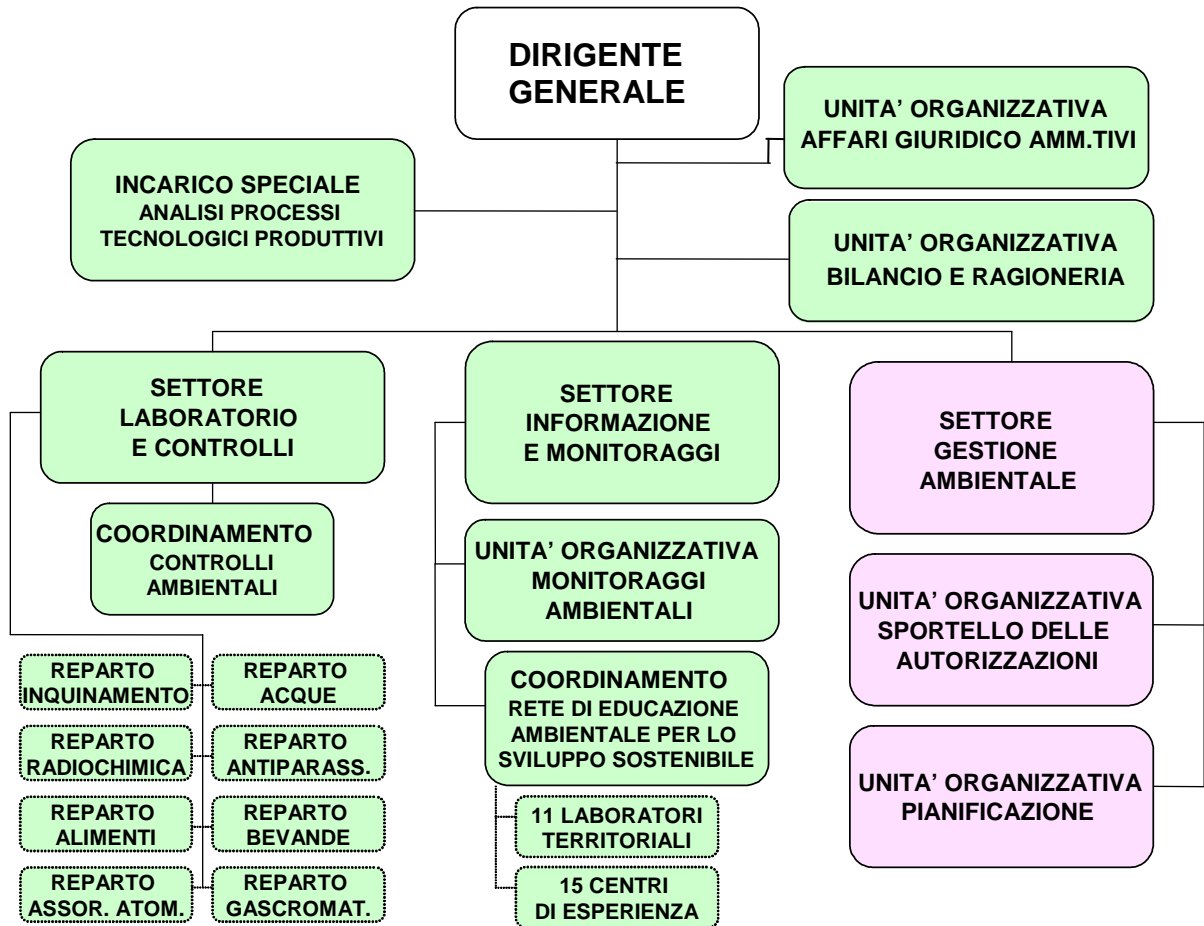 DIRIGENTE
GENERALE
UNITA’ ORGANIZZATIVA
AFFARI GIURIDICO AMM.TIVI
INCARICO SPECIALE
ANALISI PROCESSI
TECNOLOGICI PRODUTTIVI
UNITA’ ORGANIZZATIVA
BILANCIO E RAGIONERIA
SETTORE
LABORATORIO
E CONTROLLI
COORDINAMENTO
CONTROLLI
AMBIENTALI
REPARTO
INQUINAMENTO
REPARTO
ACQUE
REPARTO
RADIOCHIMICA
REPARTO
ANTIPARASS.
REPARTO
ALIMENTI
REPARTO
BEVANDE
REPARTO
ASSOR. ATOM.
REPARTO
GASCROMAT.
SETTORE
INFORMAZIONE
E MONITORAGGI
UNITA’ ORGANIZZATIVA
MONITORAGGI
AMBIENTALI
COORDINAMENTO
RETE DI EDUCAZIONE
AMBIENTALE PER LO
SVILUPPO SOSTENIBILE
11 LABORATORI
TERRITORIALI
15 CENTRI
DI ESPERIENZA
SETTORE
GESTIONE
AMBIENTALE
UNITA’ ORGANIZZATIVA
SPORTELLO DELLE
AUTORIZZAZIONI
UNITA’ ORGANIZZATIVA
PIANIFICAZIONE